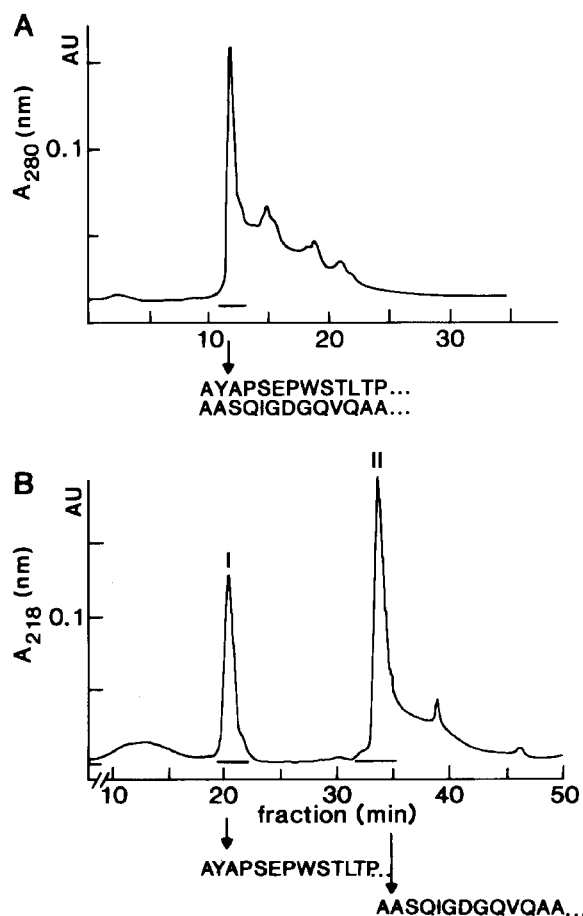 A
AU
A280 (nm)
0.1
10 20 30
AYAPSEPWSTLTP...
AASQIGDGQVQAA...
B
AU
A218 (nm)
0.1
I
II
10 20 30 40 50
fraction (min)
AYAPSEPWSTLTP...
AASQIGDGQVQAA...